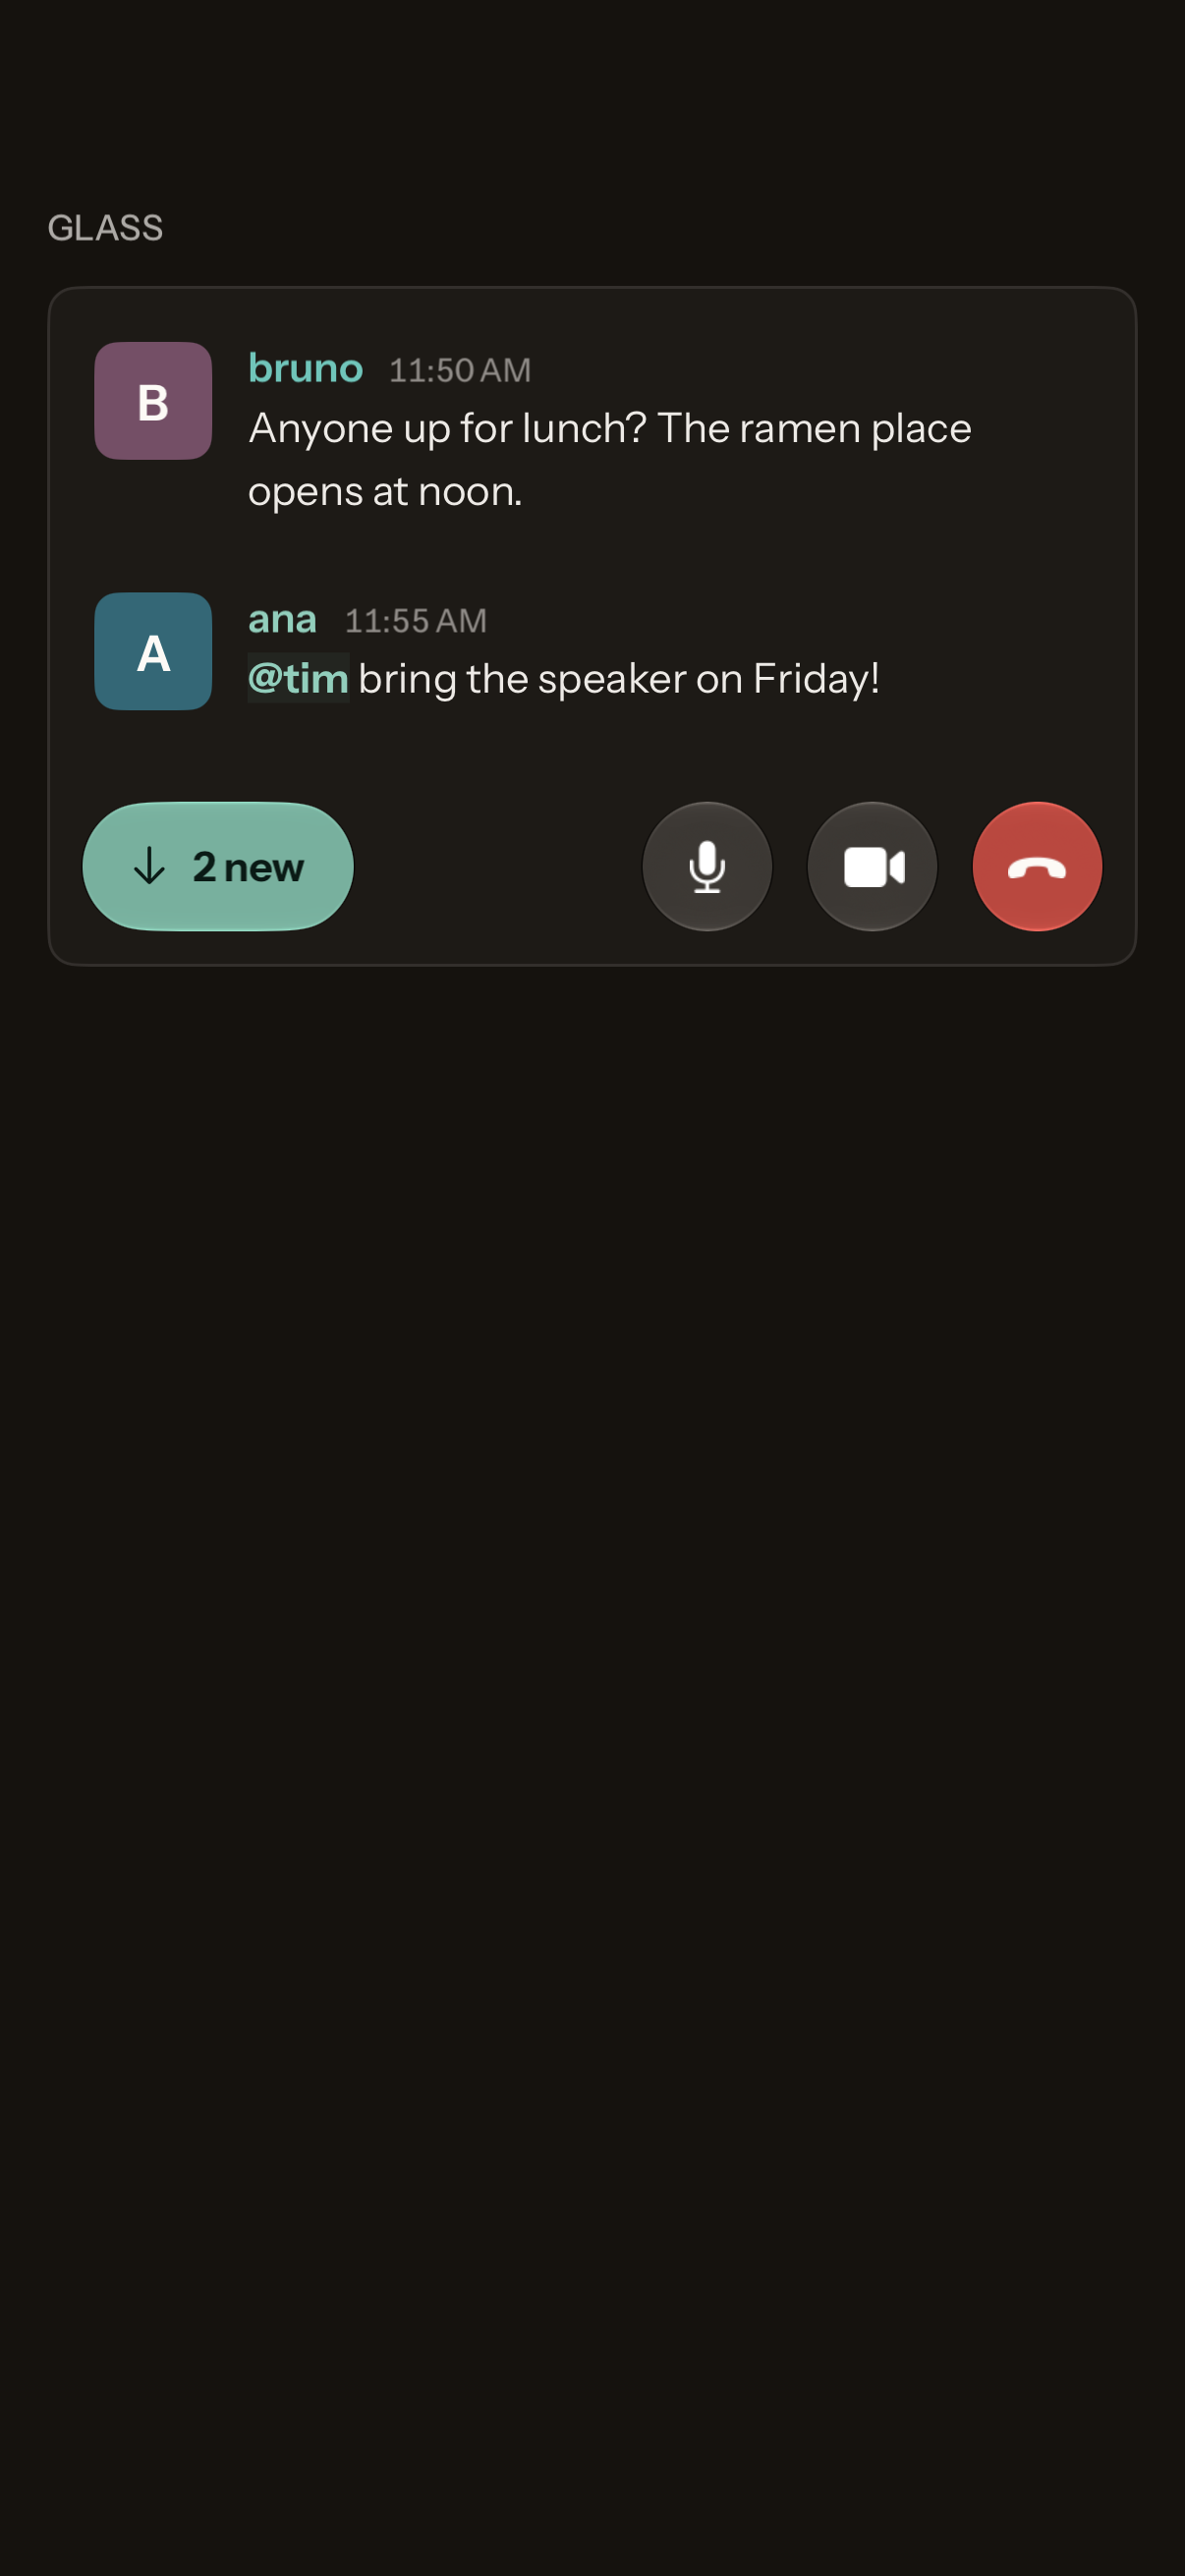 GLASS
B
bruno 11:50 AM
Anyone up for lunch? The ramen place
opens at noon.
A
ana 11:55 AM
@tim bring the speaker on Friday!
2 new